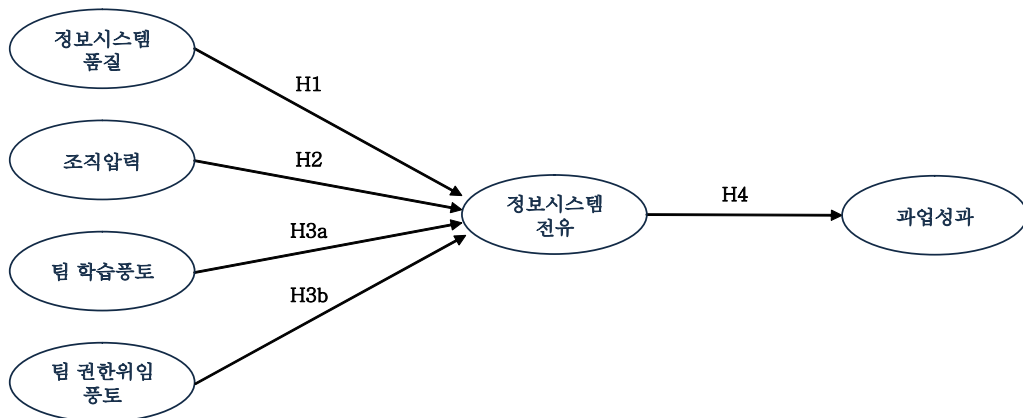 정보시스템
품질
H1
조직압력
H2
정보시스템
전유
H4
과업성과
H3a
팀 학습풍토
H3b
팀 권한위임
풍토